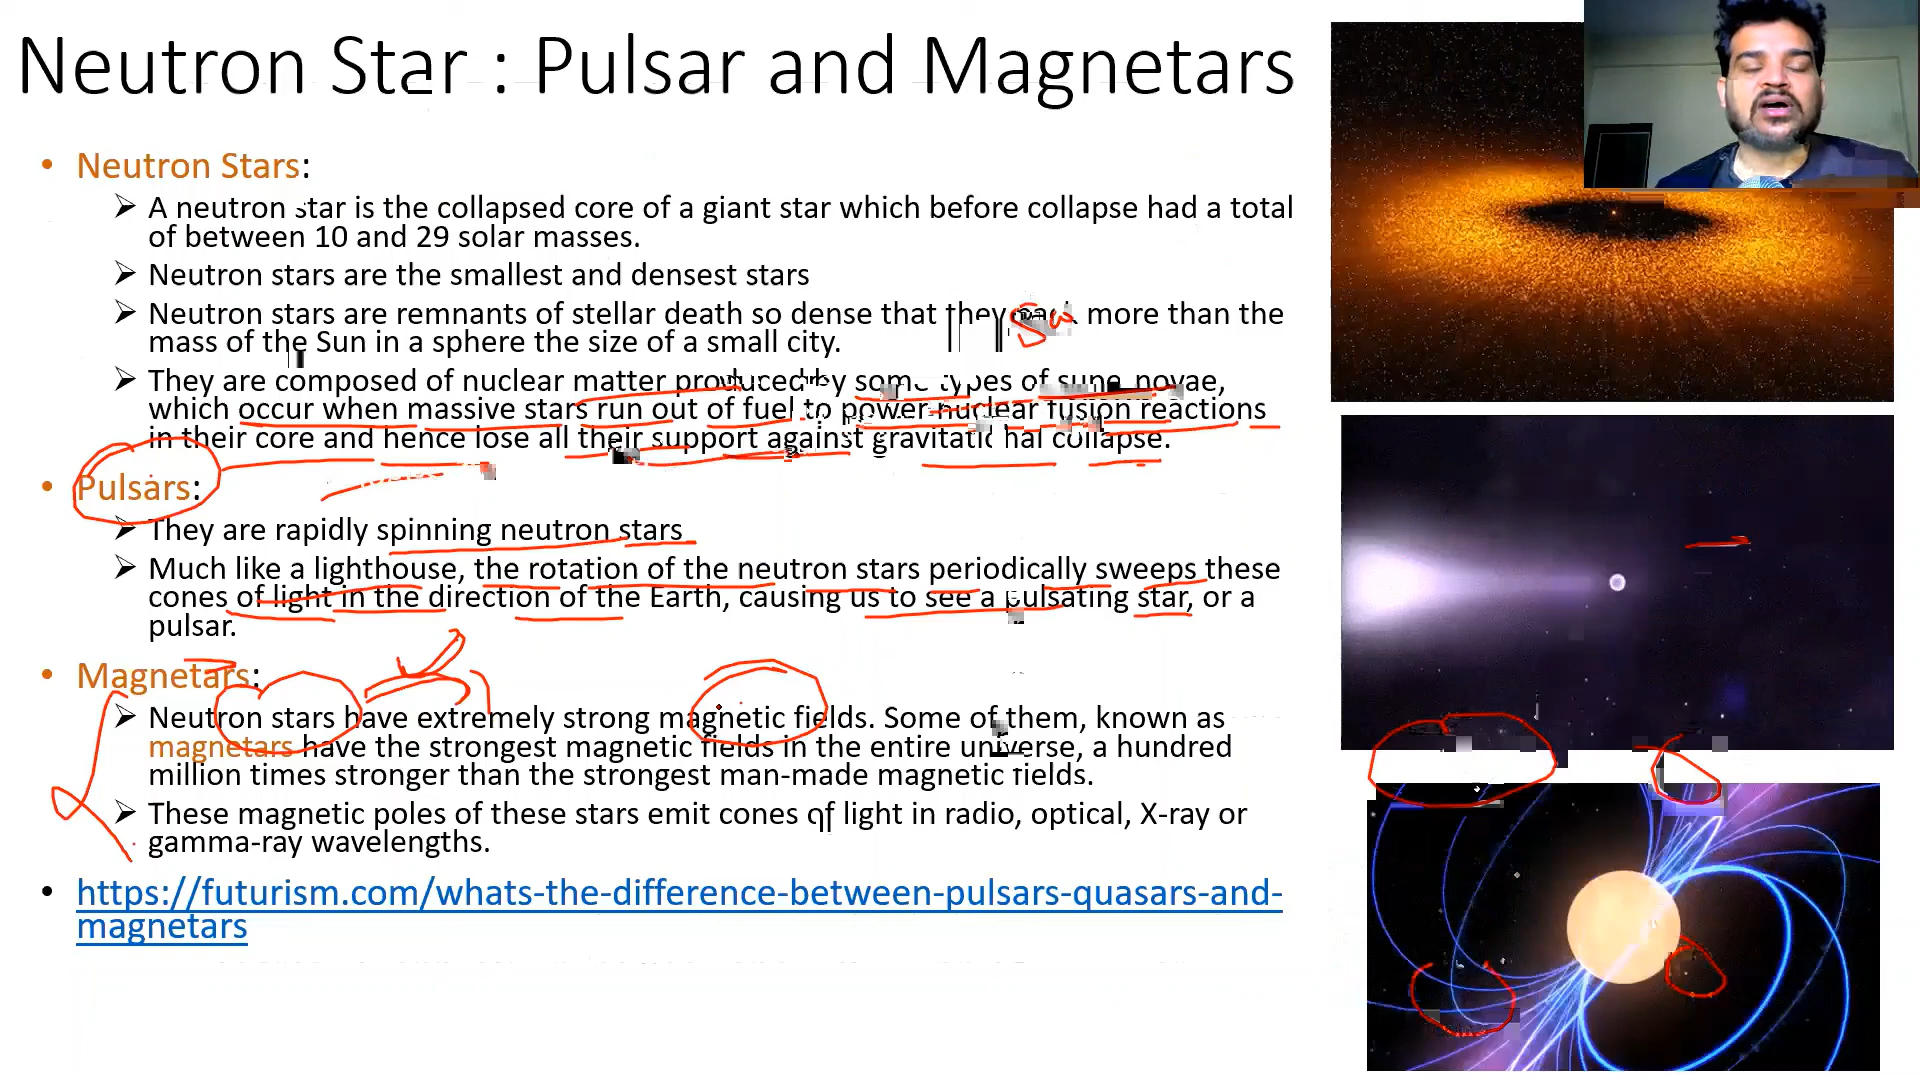 Neutron Star : Pulsar and Magnetars
• Neutron Stars:
➢ A neutron star is the collapsed core of a giant star which before collapse had a total
of between 10 and 29 solar masses.
➢ Neutron stars are the smallest and densest stars
➢ Neutron stars are remnants of stellar death so dense that they more than the
mass of the Sun in a sphere the size of a small city.
➢ They are composed of nuclear matter produced by some types of supernovae,
which occur when massive stars run out of fuel to power nuclear fusion reactions
in their core and hence lose all their support against gravitational collapse.
• Pulsars:
➢ They are rapidly spinning neutron stars
➢ Much like a lighthouse, the rotation of the neutron stars periodically sweeps these
cones of light in the direction of the Earth, causing us to see a pulsating star, or a
pulsar.
• Magnetars:
➢ Neutron stars have extremely strong magnetic fields. Some of them, known as
magnetars have the strongest magnetic fields in the entire universe, a hundred
million times stronger than the strongest man-made magnetic fields.
➢ These magnetic poles of these stars emit cones of light in radio, optical, X-ray or
gamma-ray wavelengths.
• https://futurism.com/whats-the-difference-between-pulsars-quasars-and-
magnetars